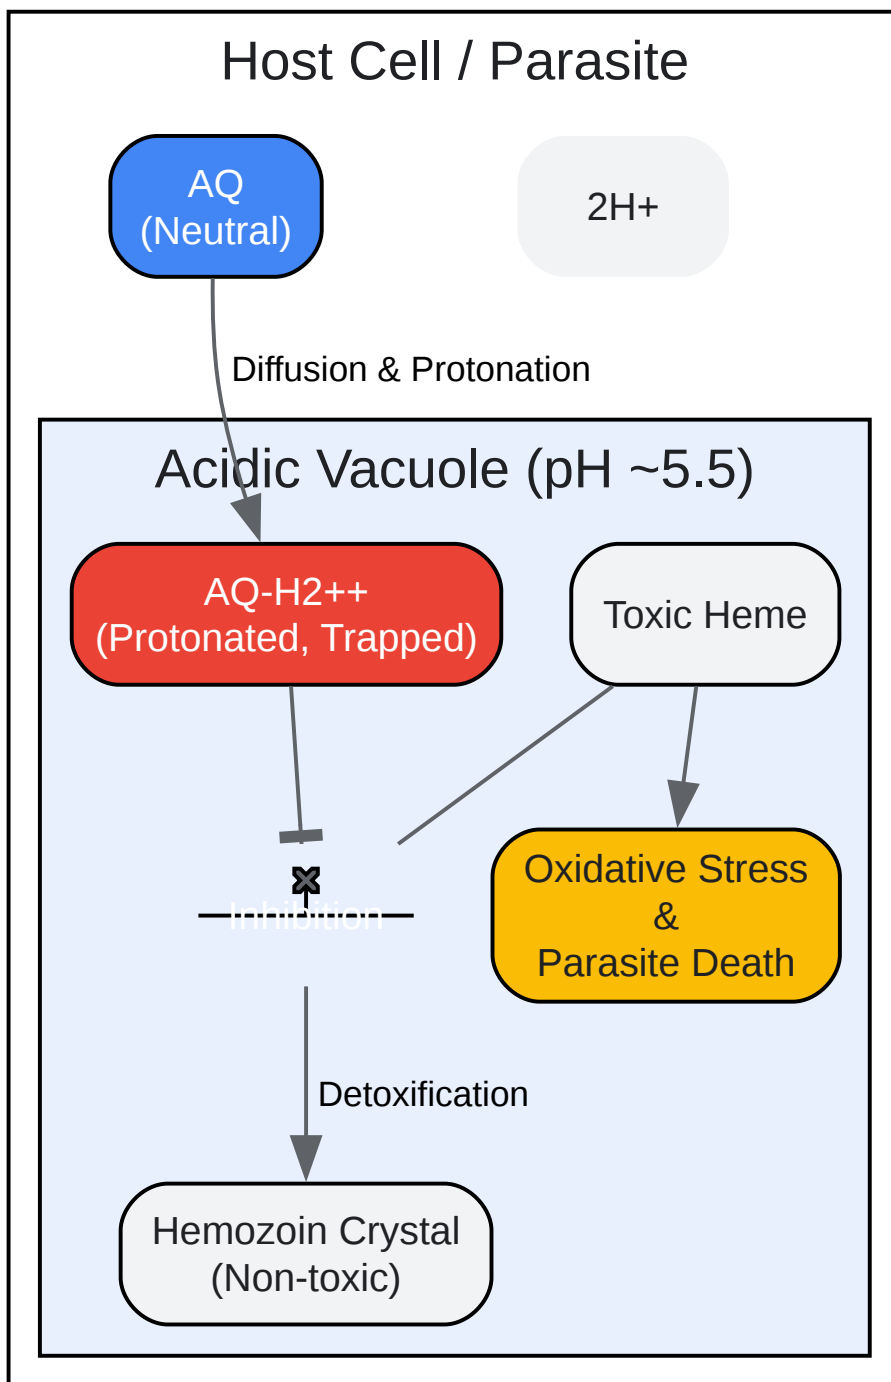 Host Cell / Parasite
AQ
(Neutral)
2H+
Diffusion & Protonation
Acidic Vacuole (pH ~5.5)
AQ-H2++
(Protonated, Trapped)
Toxic Heme
Inhibition
Oxidative Stress
&
Parasite Death
Detoxification
Hemozoin Crystal
(Non-toxic)